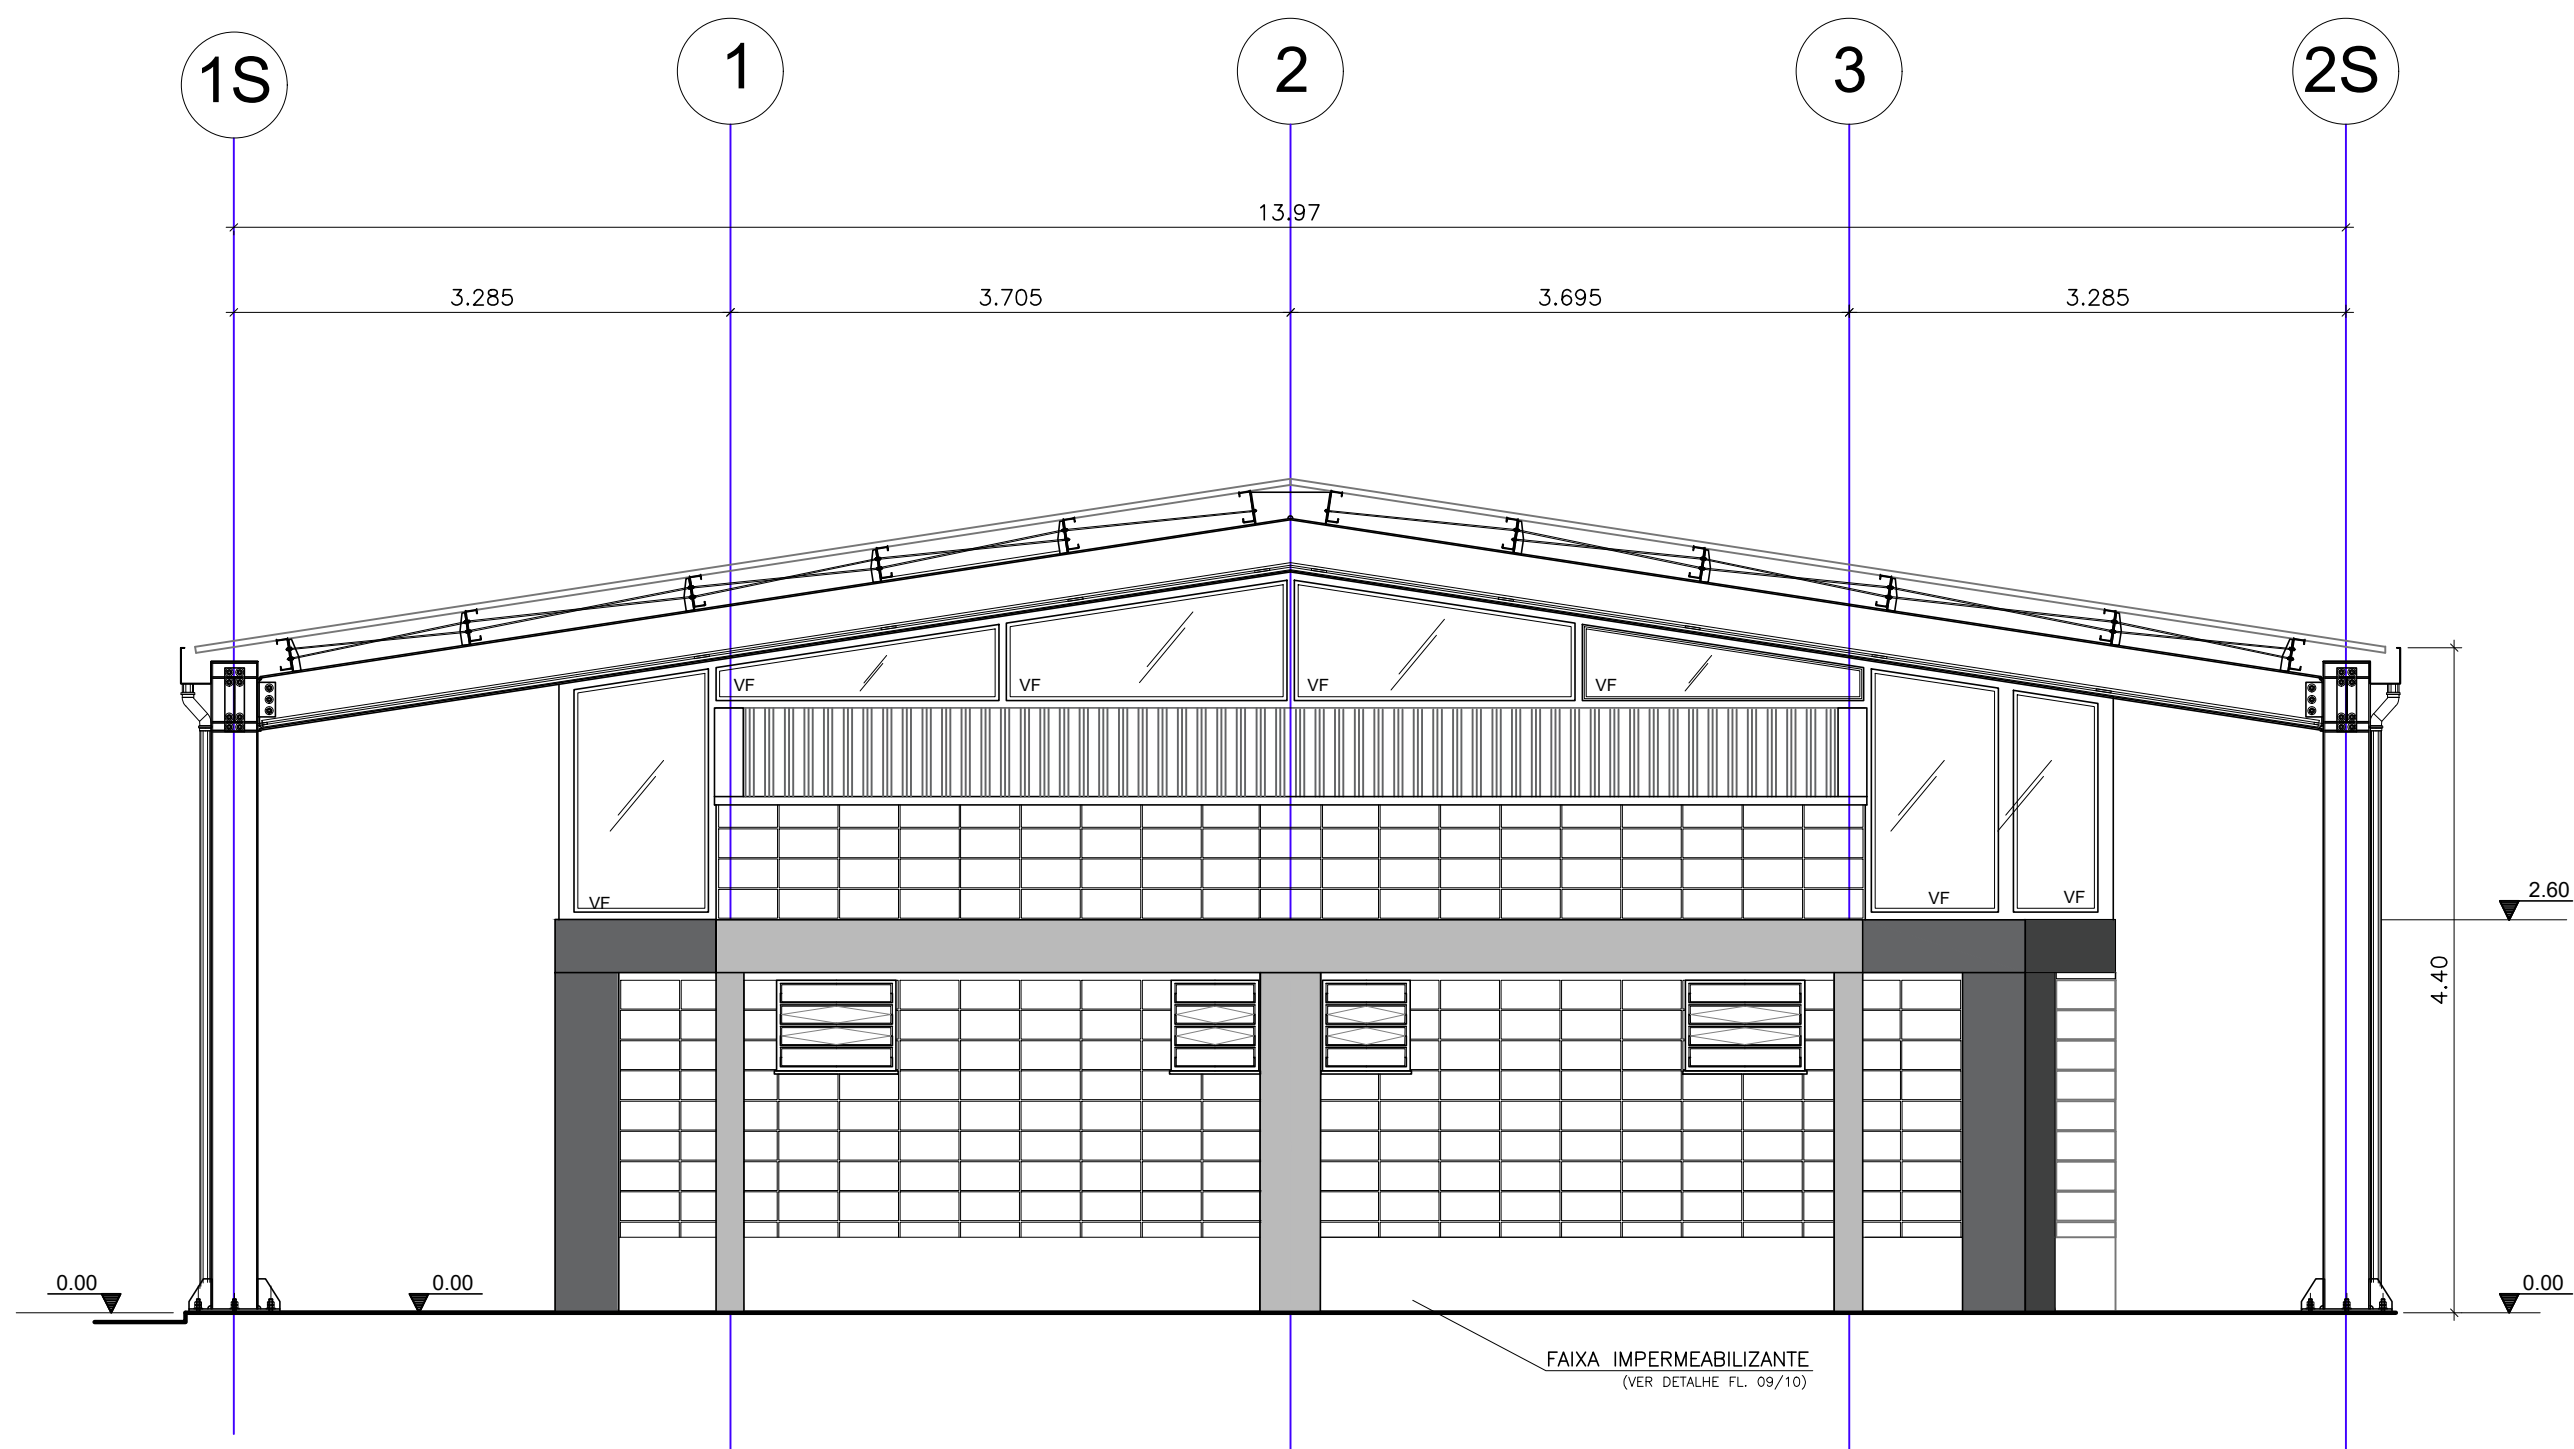 1S
1
2
3
2S
13.97
3.285
3.705
3.695
3.285
VF
VF
VF
VF
VF
VF
VF
2.60
4.40
0.00
0.00
0.00
FAIXA IMPERMEABILIZANTE
(VER DETALHE FL. 09/10)